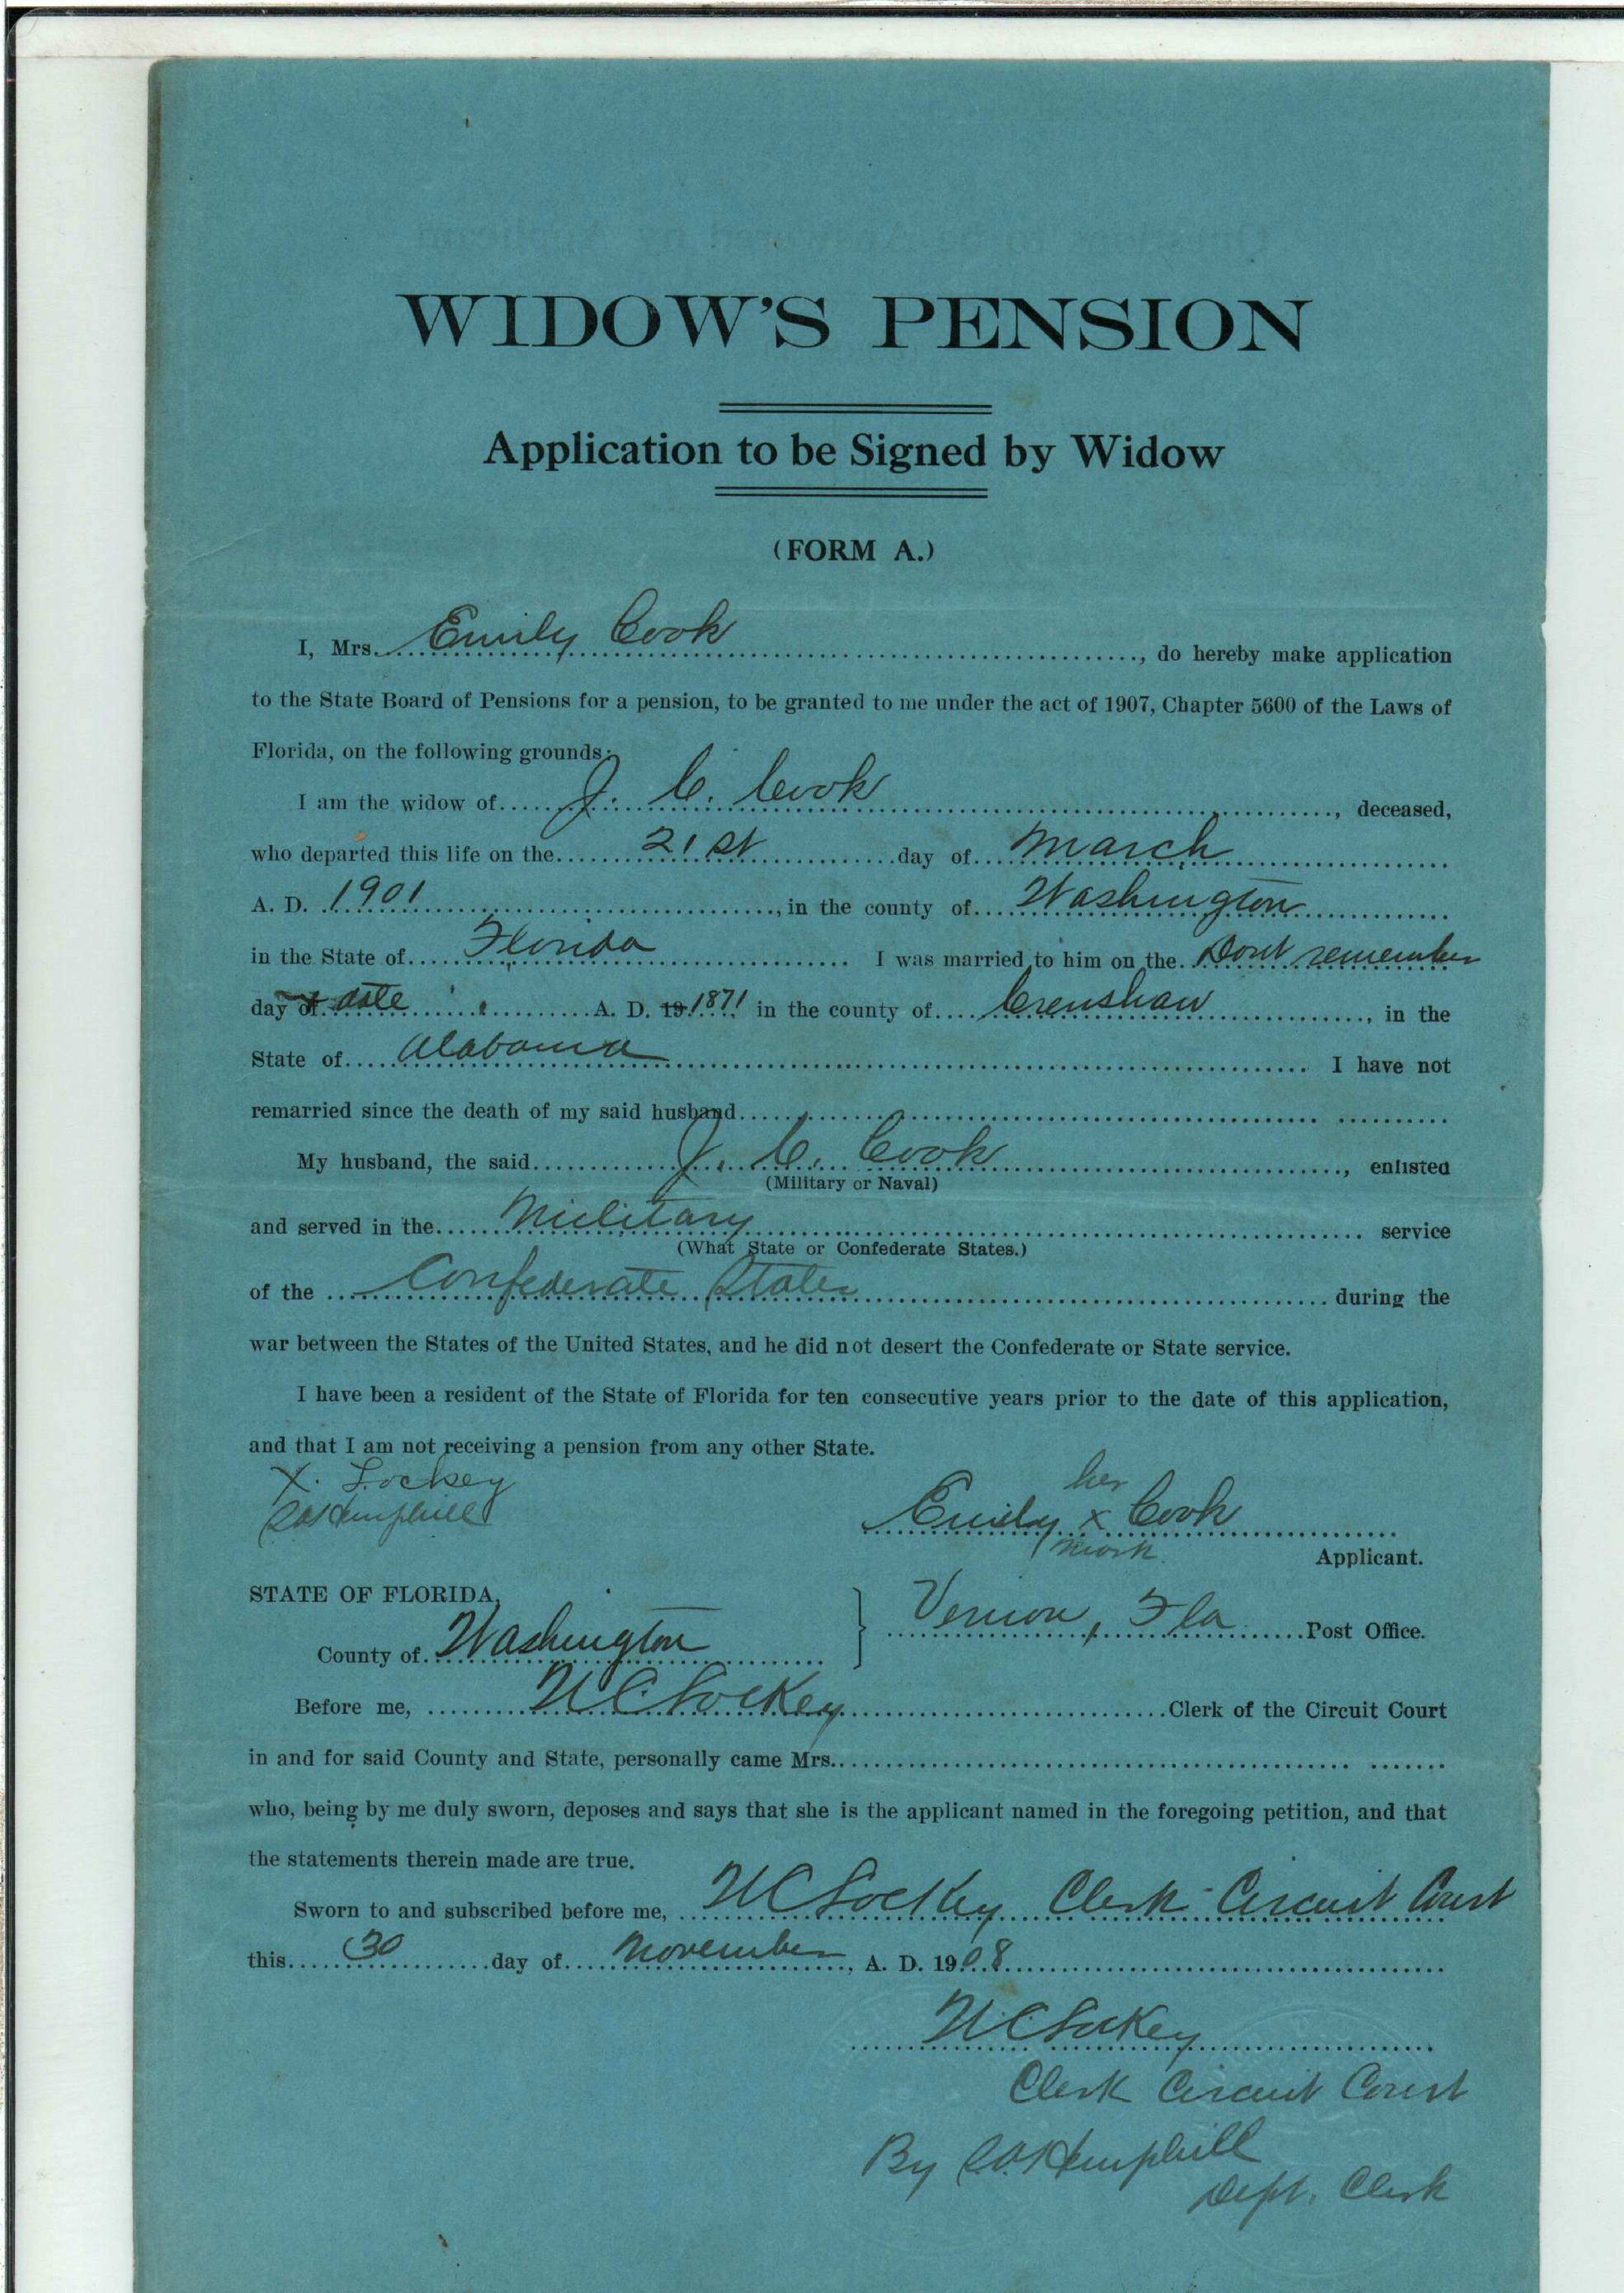 WIDOW'S PENSION
Application to be Signed by Widow
(FORM A.)
I, Mrs. Emily Cook, do hereby make application
to the State Board of Pensions for a pension, to be granted to me under the act of 1907, Chapter 5600 of the Laws of
Florida, on the following grounds:
I am the widow of J. C. Cook, deceased,
who departed this life on the 21st day of March
A. D. 1901, in the county of Washington
in the State of Florida I was married to him on the Dont remember
day of date A. D. 19 1871 in the county of Crenshaw, in the
State of Alabama I have not
remarried since the death of my said husband
My husband, the said J. C. Cook, enlisted
(Military or Naval)
and served in the Military service
(What State or Confederate States.)
of the Confederate States during the
war between the States of the United States, and he did not desert the Confederate or State service.
I have been a resident of the State of Florida for ten consecutive years prior to the date of this application,
and that I am not receiving a pension from any other State.
Lockey
Hemphill
her
Emily x Cook
mark
Applicant.
STATE OF FLORIDA,
County of Washington
Vernon, Fla Post Office.
Before me, W C Lockey Clerk of the Circuit Court
in and for said County and State, personally came Mrs.
who, being by me duly sworn, deposes and says that she is the applicant named in the foregoing petition, and that
the statements therein made are true.
Sworn to and subscribed before me, W C Lockey Clerk Circuit Court
this 30 day of November, A. D. 1908
W C Lockey
Clerk Circuit Court
By Hemphill
Dept. Clerk